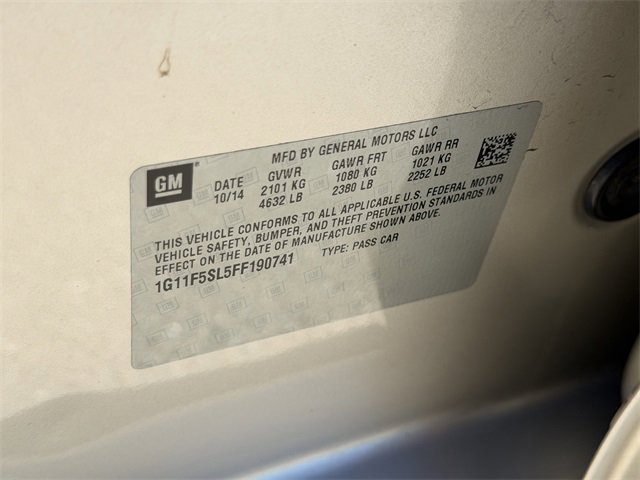 GM
MFD BY GENERAL MOTORS LLC
DATE GVWR GAWR FRT GAWR RR
10/14 2101 KG 1080 KG 1021 KG
4632 LB 2380 LB 2252 LB
THIS VEHICLE CONFORMS TO ALL APPLICABLE U.S. FEDERAL MOTOR
VEHICLE SAFETY, BUMPER, AND THEFT PREVENTION STANDARDS IN
EFFECT ON THE DATE OF MANUFACTURE SHOWN ABOVE.
1G11F5SL5FF190741 TYPE: PASS CAR